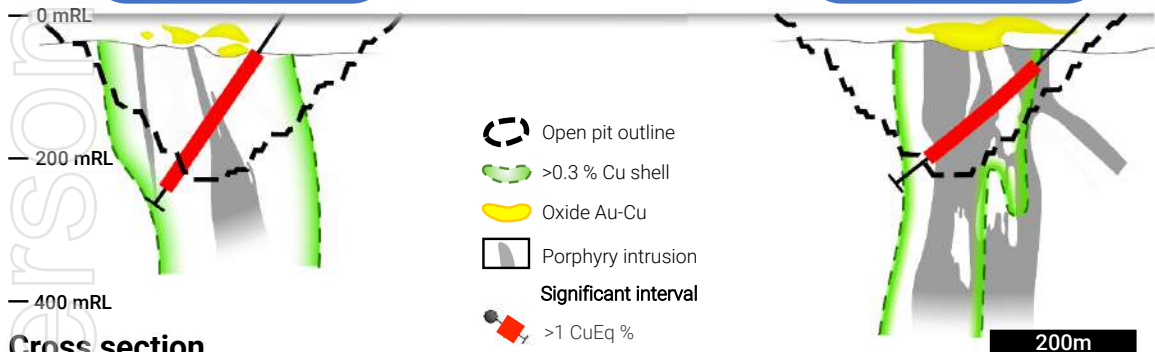 0 mRL
200 mRL
400 mRL
Open pit outline
>0.3 % Cu shell
Oxide Au-Cu
Porphyry intrusion
Significant interval
>1 CuEq %
Cross section
200m
erson